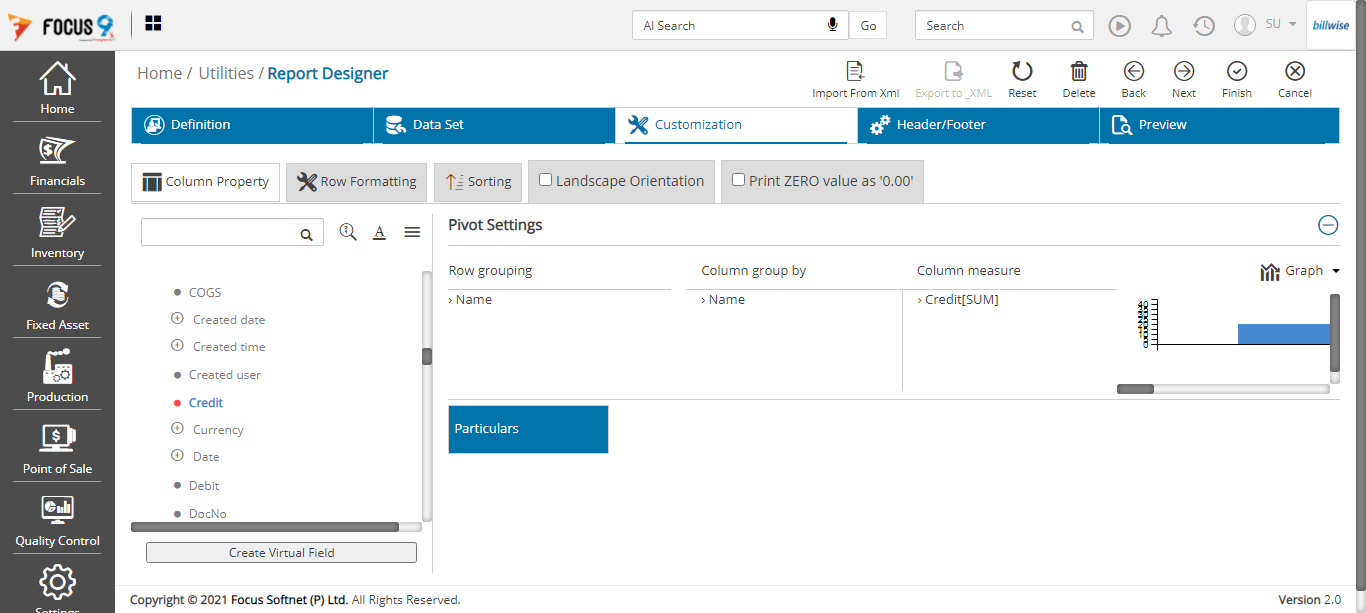 FOCUS 9
AI Search
Go
Search
SU
billwise
Home
Financials
Inventory
Fixed Asset
Production
Point of Sale
Quality Control
Settings
Home / Utilities / Report Designer
Import From Xml
Export to _XML
Reset
Delete
Back
Next
Finish
Cancel
Definition
Data Set
Customization
Header/Footer
Preview
Column Property
Row Formatting
Sorting
Landscape Orientation
Print ZERO value as '0.00'
A
COGS
Created date
Created time
Created user
Credit
Currency
Date
Debit
DocNo
Create Virtual Field
Pivot Settings
Row grouping
Column group by
Column measure
Graph
› Name
› Name
› Credit[SUM]
40
0
Particulars
Copyright © 2021 Focus Softnet (P) Ltd. All Rights Reserved.
Version 2.0